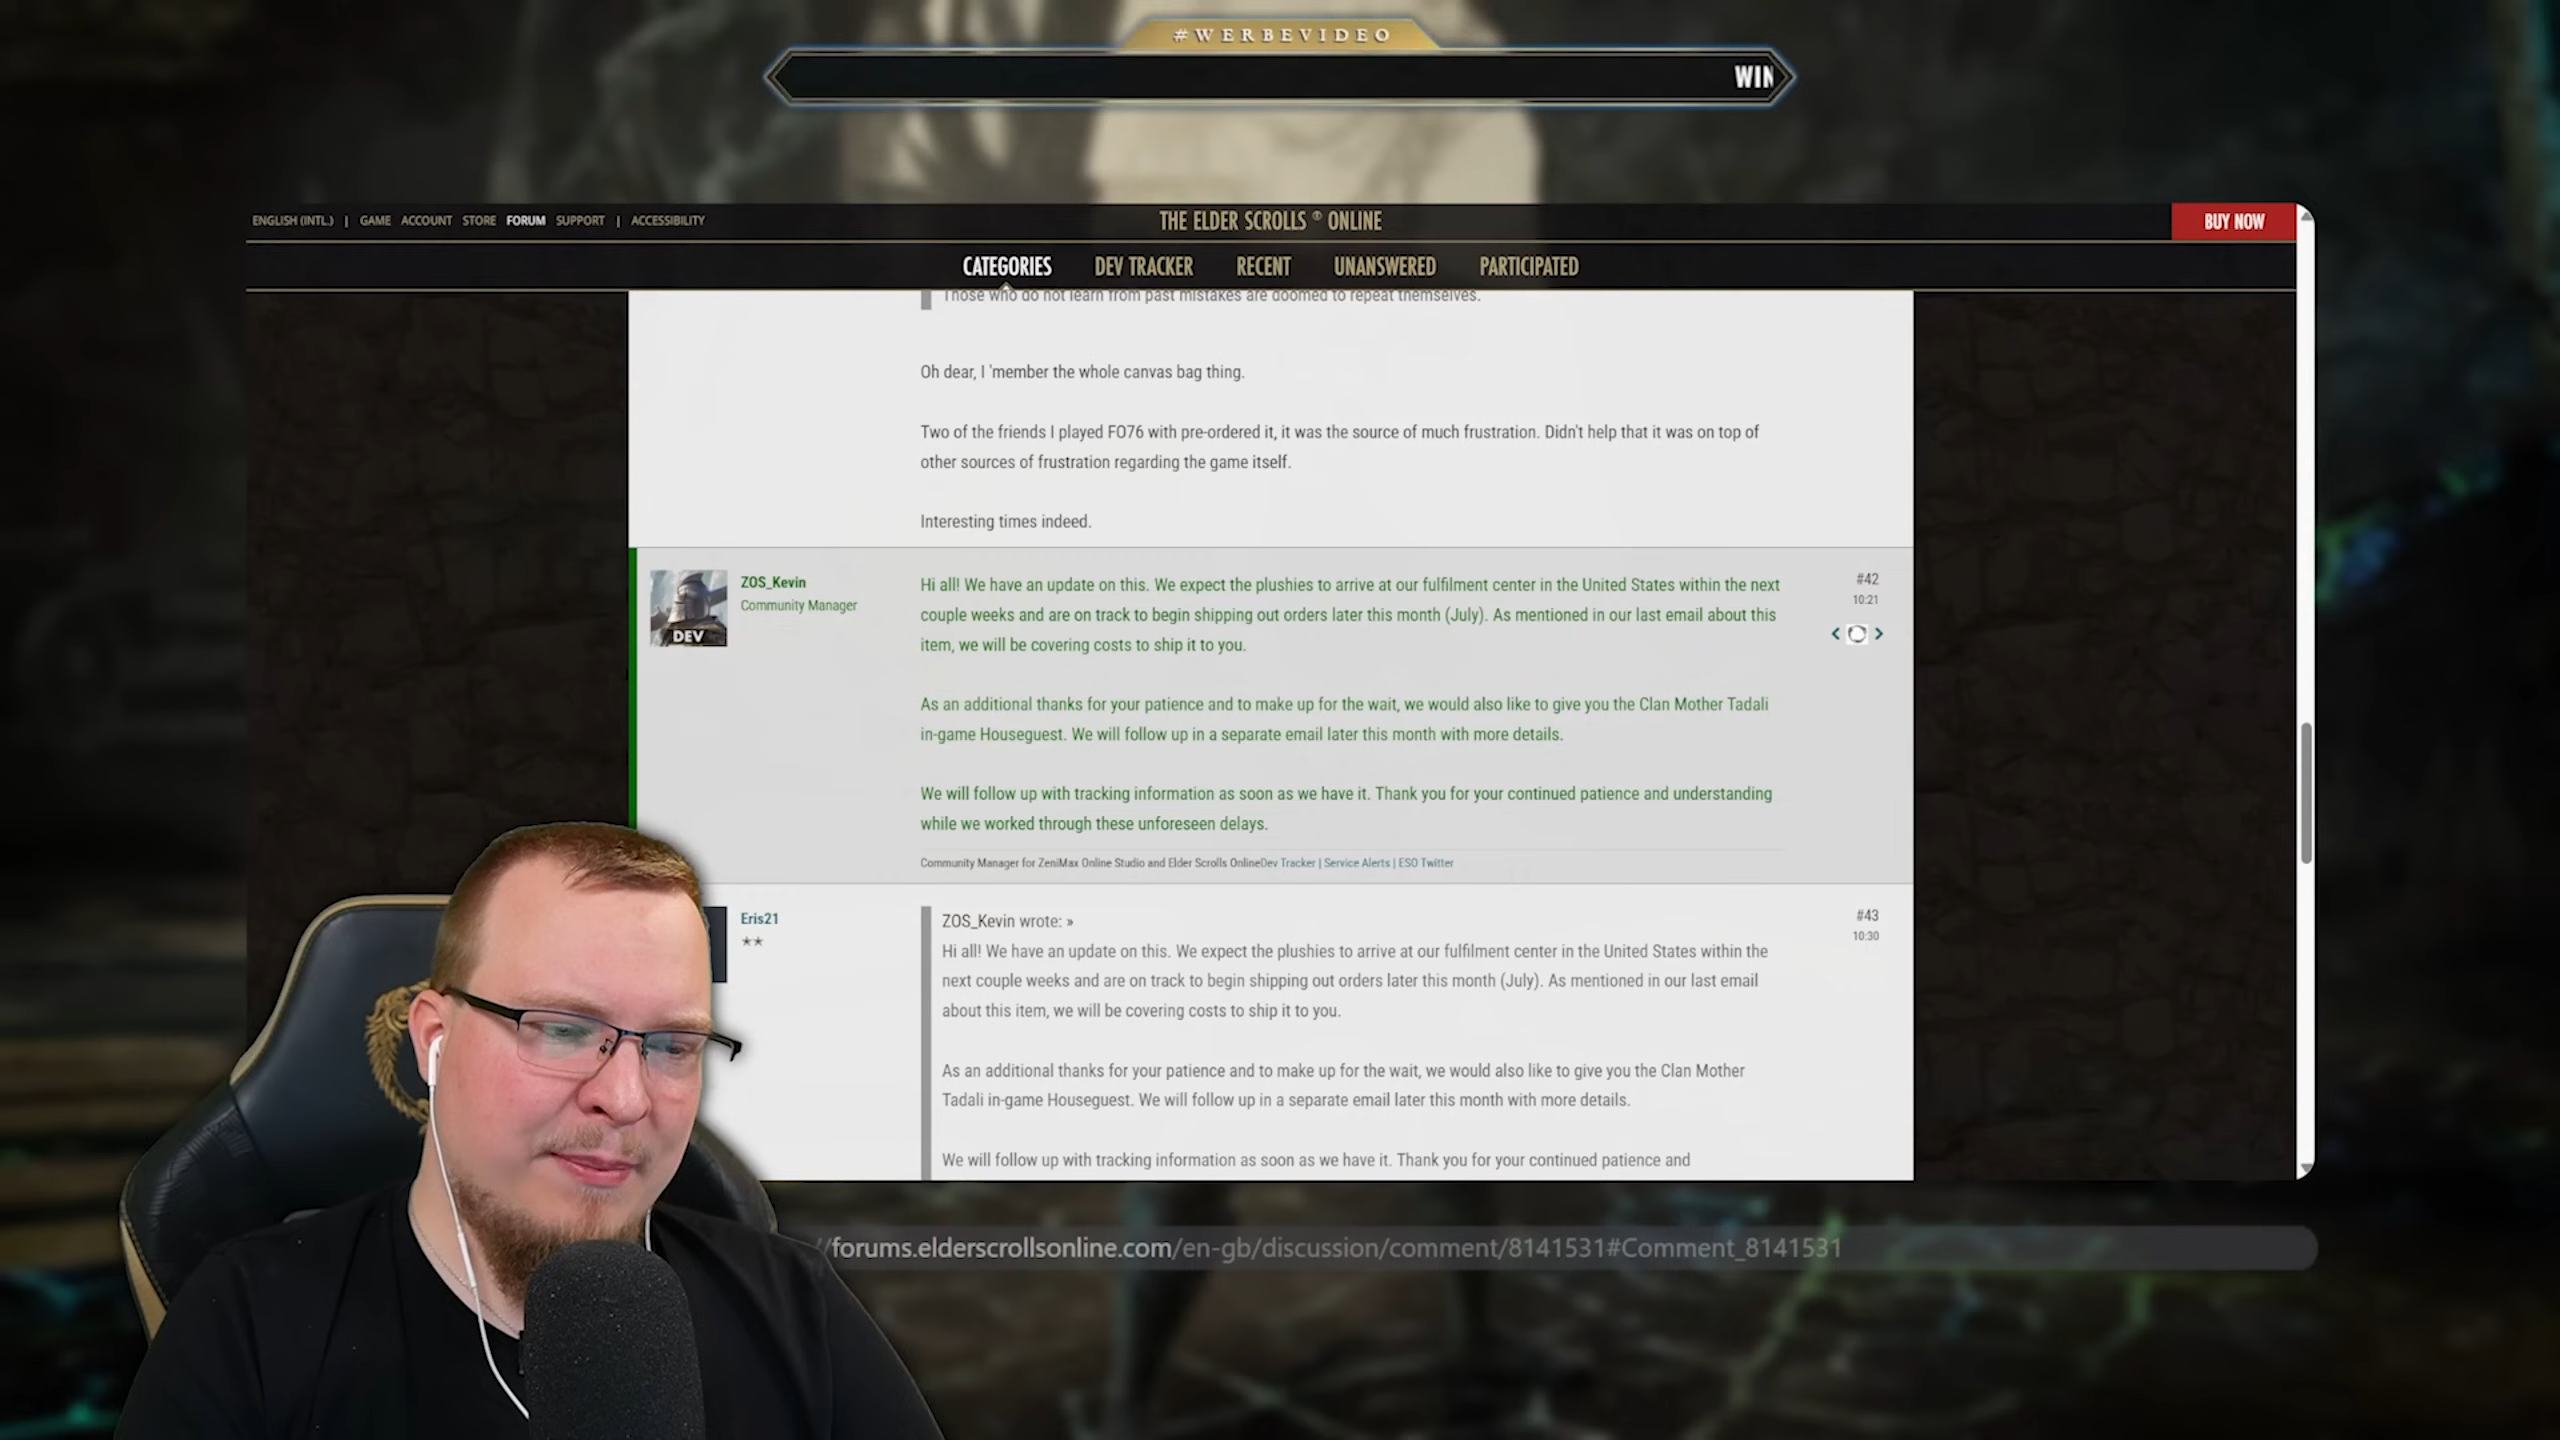 #WERBEVIDEO
WIN
ENGLISH (INTL.) | GAME ACCOUNT STORE FORUM SUPPORT | ACCESSIBILITY
THE ELDER SCROLLS ® ONLINE
BUY NOW
CATEGORIES DEV TRACKER RECENT UNANSWERED PARTICIPATED
Those who do not learn from past mistakes are doomed to repeat themselves.
Oh dear, I 'member the whole canvas bag thing.
Two of the friends I played FO76 with pre-ordered it, it was the source of much frustration. Didn't help that it was on top of
other sources of frustration regarding the game itself.
Interesting times indeed.
ZOS_Kevin
Community Manager
DEV
Hi all! We have an update on this. We expect the plushies to arrive at our fulfilment center in the United States within the next
couple weeks and are on track to begin shipping out orders later this month (July). As mentioned in our last email about this
item, we will be covering costs to ship it to you.
#42
10:21
< >
As an additional thanks for your patience and to make up for the wait, we would also like to give you the Clan Mother Tadali
in-game Houseguest. We will follow up in a separate email later this month with more details.
We will follow up with tracking information as soon as we have it. Thank you for your continued patience and understanding
while we worked through these unforeseen delays.
Community Manager for ZeniMax Online Studio and Elder Scrolls OnlineDev Tracker | Service Alerts | ESO Twitter
Eris21
★★
ZOS_Kevin wrote: »
#43
10:30
Hi all! We have an update on this. We expect the plushies to arrive at our fulfilment center in the United States within the
next couple weeks and are on track to begin shipping out orders later this month (July). As mentioned in our last email
about this item, we will be covering costs to ship it to you.
As an additional thanks for your patience and to make up for the wait, we would also like to give you the Clan Mother
Tadali in-game Houseguest. We will follow up in a separate email later this month with more details.
We will follow up with tracking information as soon as we have it. Thank you for your continued patience and
//forums.elderscrollsonline.com/en-gb/discussion/comment/8141531#Comment_8141531